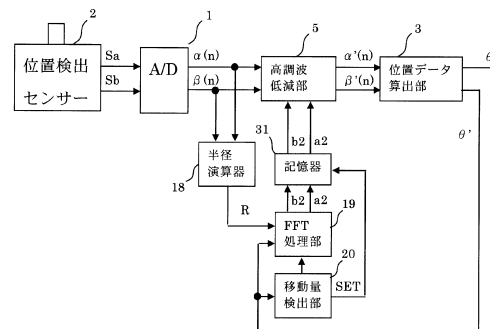 2
1
5
3
位置検出
センサー
Sa
Sb
A/D
α(n)
β(n)
高調波
低減部
α'(n)
β'(n)
位置データ
算出部
θ
θ'
31
b2
a2
半径
演算器
18
記憶器
R
b2
a2
19
FFT
処理部
20
移動量
検出部
SET